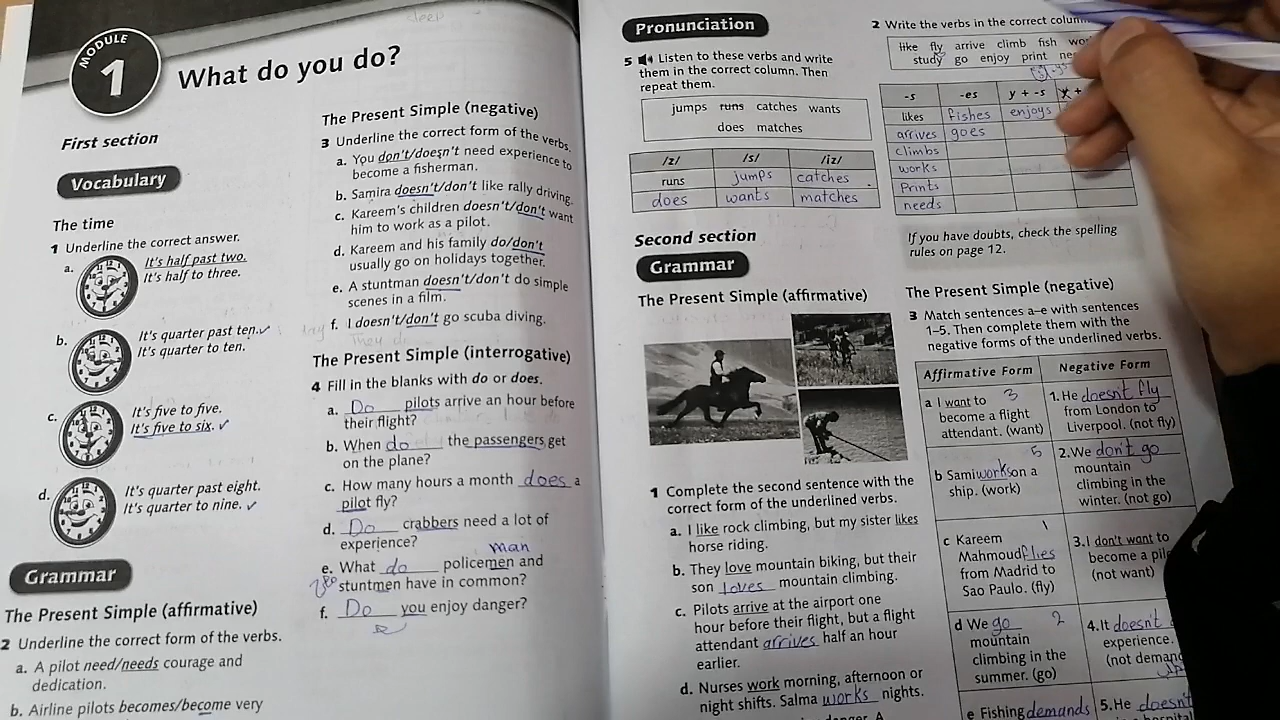 MODULE
1
What do you do?
First section
Vocabulary
The time
1 Underline the correct answer.
a. It's half past two.
It's half to three.
b. It's quarter past ten.✓
It's quarter to ten.
c. It's five to five.
It's five to six. ✓
d. It's quarter past eight.
It's quarter to nine. ✓
Grammar
The Present Simple (affirmative)
2 Underline the correct form of the verbs.
a. A pilot need/needs courage and
dedication.
b. Airline pilots becomes/become very
The Present Simple (negative)
3 Underline the correct form of the verbs.
a. You don't/doesn't need experience to
become a fisherman.
b. Samira doesn't/don't like rally driving.
c. Kareem's children doesn't/don't want
him to work as a pilot.
d. Kareem and his family do/don't
usually go on holidays together.
e. A stuntman doesn't/don't do simple
scenes in a film.
f. I doesn't/don't go scuba diving.
The Present Simple (interrogative)
4 Fill in the blanks with do or does.
a. Do pilots arrive an hour before
their flight?
b. When do the passengers get
on the plane?
c. How many hours a month does a
pilot fly?
d. Do crabbers need a lot of
experience?
man
e. What do policemen and
stuntmen have in common?
f. Do you enjoy danger?
Pronunciation
5 Listen to these verbs and write
them in the correct column. Then
repeat them.
jumps runs catches wants
does matches
/z/ /s/ /iz/
runs jumps catches
does wants matches
Second section
Grammar
The Present Simple (affirmative)
1 Complete the second sentence with the
correct form of the underlined verbs.
a. I like rock climbing, but my sister likes
horse riding.
b. They love mountain biking, but their
son loves mountain climbing.
c. Pilots arrive at the airport one
hour before their flight, but a flight
attendant arrives half an hour
earlier.
d. Nurses work morning, afternoon or
night shifts. Salma works nights.
2 Write the verbs in the correct
like fly arrive climb fish
study go enjoy print
-s -es y + -s
likes fishes enjoys
arrives goes
climbs
works
prints
needs
If you have doubts, check the spelling
rules on page 12.
The Present Simple (negative)
3 Match sentences a–e with sentences
1–5. Then complete them with the
negative forms of the underlined verbs.
Affirmative Form Negative Form
a I want to 3
become a flight
attendant. (want)
1. He doesn't fly
from London to
Liverpool. (not fly)
5
b Sami works on a
ship. (work)
2. We don't go
mountain
climbing in the
winter. (not go)
1
c Kareem
Mahmoud flies
from Madrid to
Sao Paulo. (fly)
3. I don't want to
become a
(not want)
d We go 2
mountain
climbing in the
summer. (go)
4. It doesn't
experience.
(not
e Fishing demands
5. He doesn't